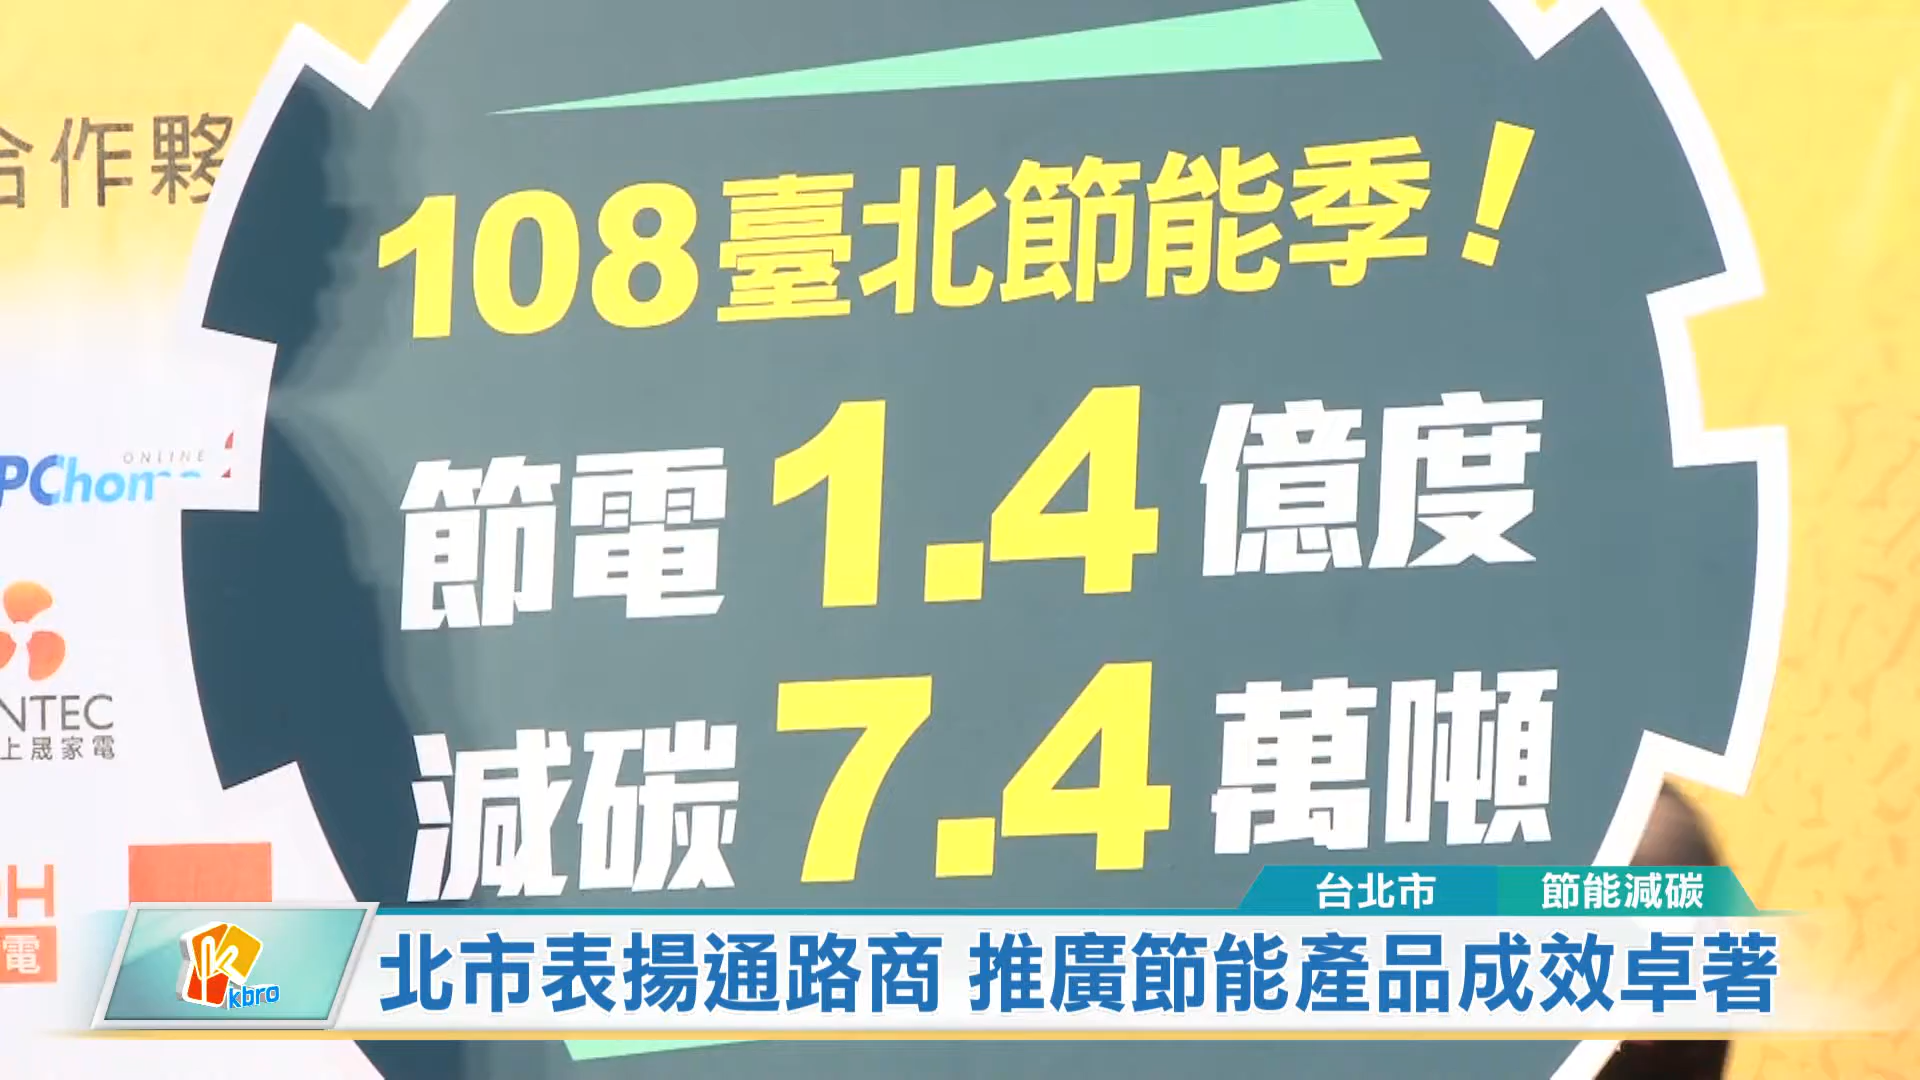 合作夥
108臺北節能季!
節電1.4億度
減碳7.4萬噸
ONLINE
PChome
NTEC
上晟家電
PH
電
台北市
節能減碳
kbro
北市表揚通路商 推廣節能產品成效卓著